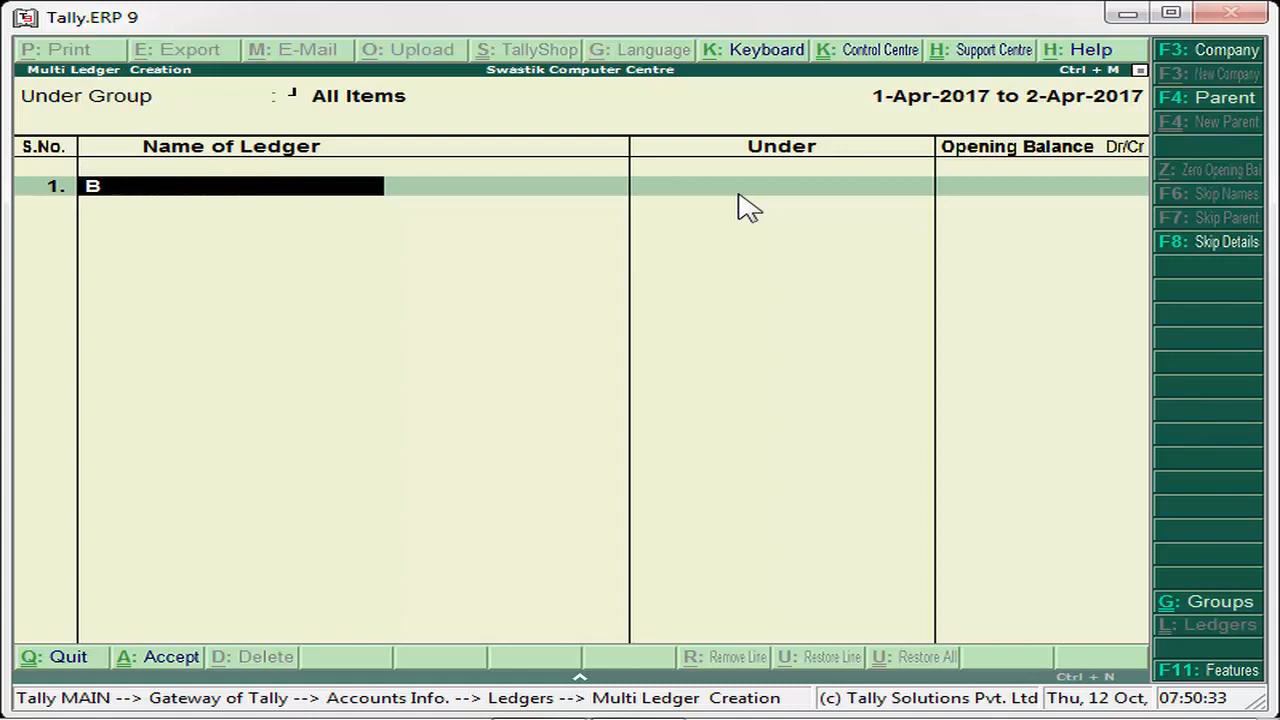 Tally.ERP 9
P: Print E: Export M: E-Mail O: Upload S: TallyShop G: Language K: Keyboard K: Control Centre H: Support Centre H: Help
Multi Ledger Creation Swastik Computer Centre Ctrl + M
Under Group : All Items 1-Apr-2017 to 2-Apr-2017
S.No. Name of Ledger Under Opening Balance Dr/Cr
1. B
F3: Company
F3: New Company
F4: Parent
F4: New Parent
Z: Zero Opening Bal
F6: Skip Names
F7: Skip Parent
F8: Skip Details
G: Groups
L: Ledgers
F11: Features
Q: Quit A: Accept D: Delete R: Remove Line U: Restore Line U: Restore All
Ctrl + N
Tally MAIN --> Gateway of Tally --> Accounts Info. --> Ledgers --> Multi Ledger Creation (c) Tally Solutions Pvt. Ltd Thu, 12 Oct, 07:50:33